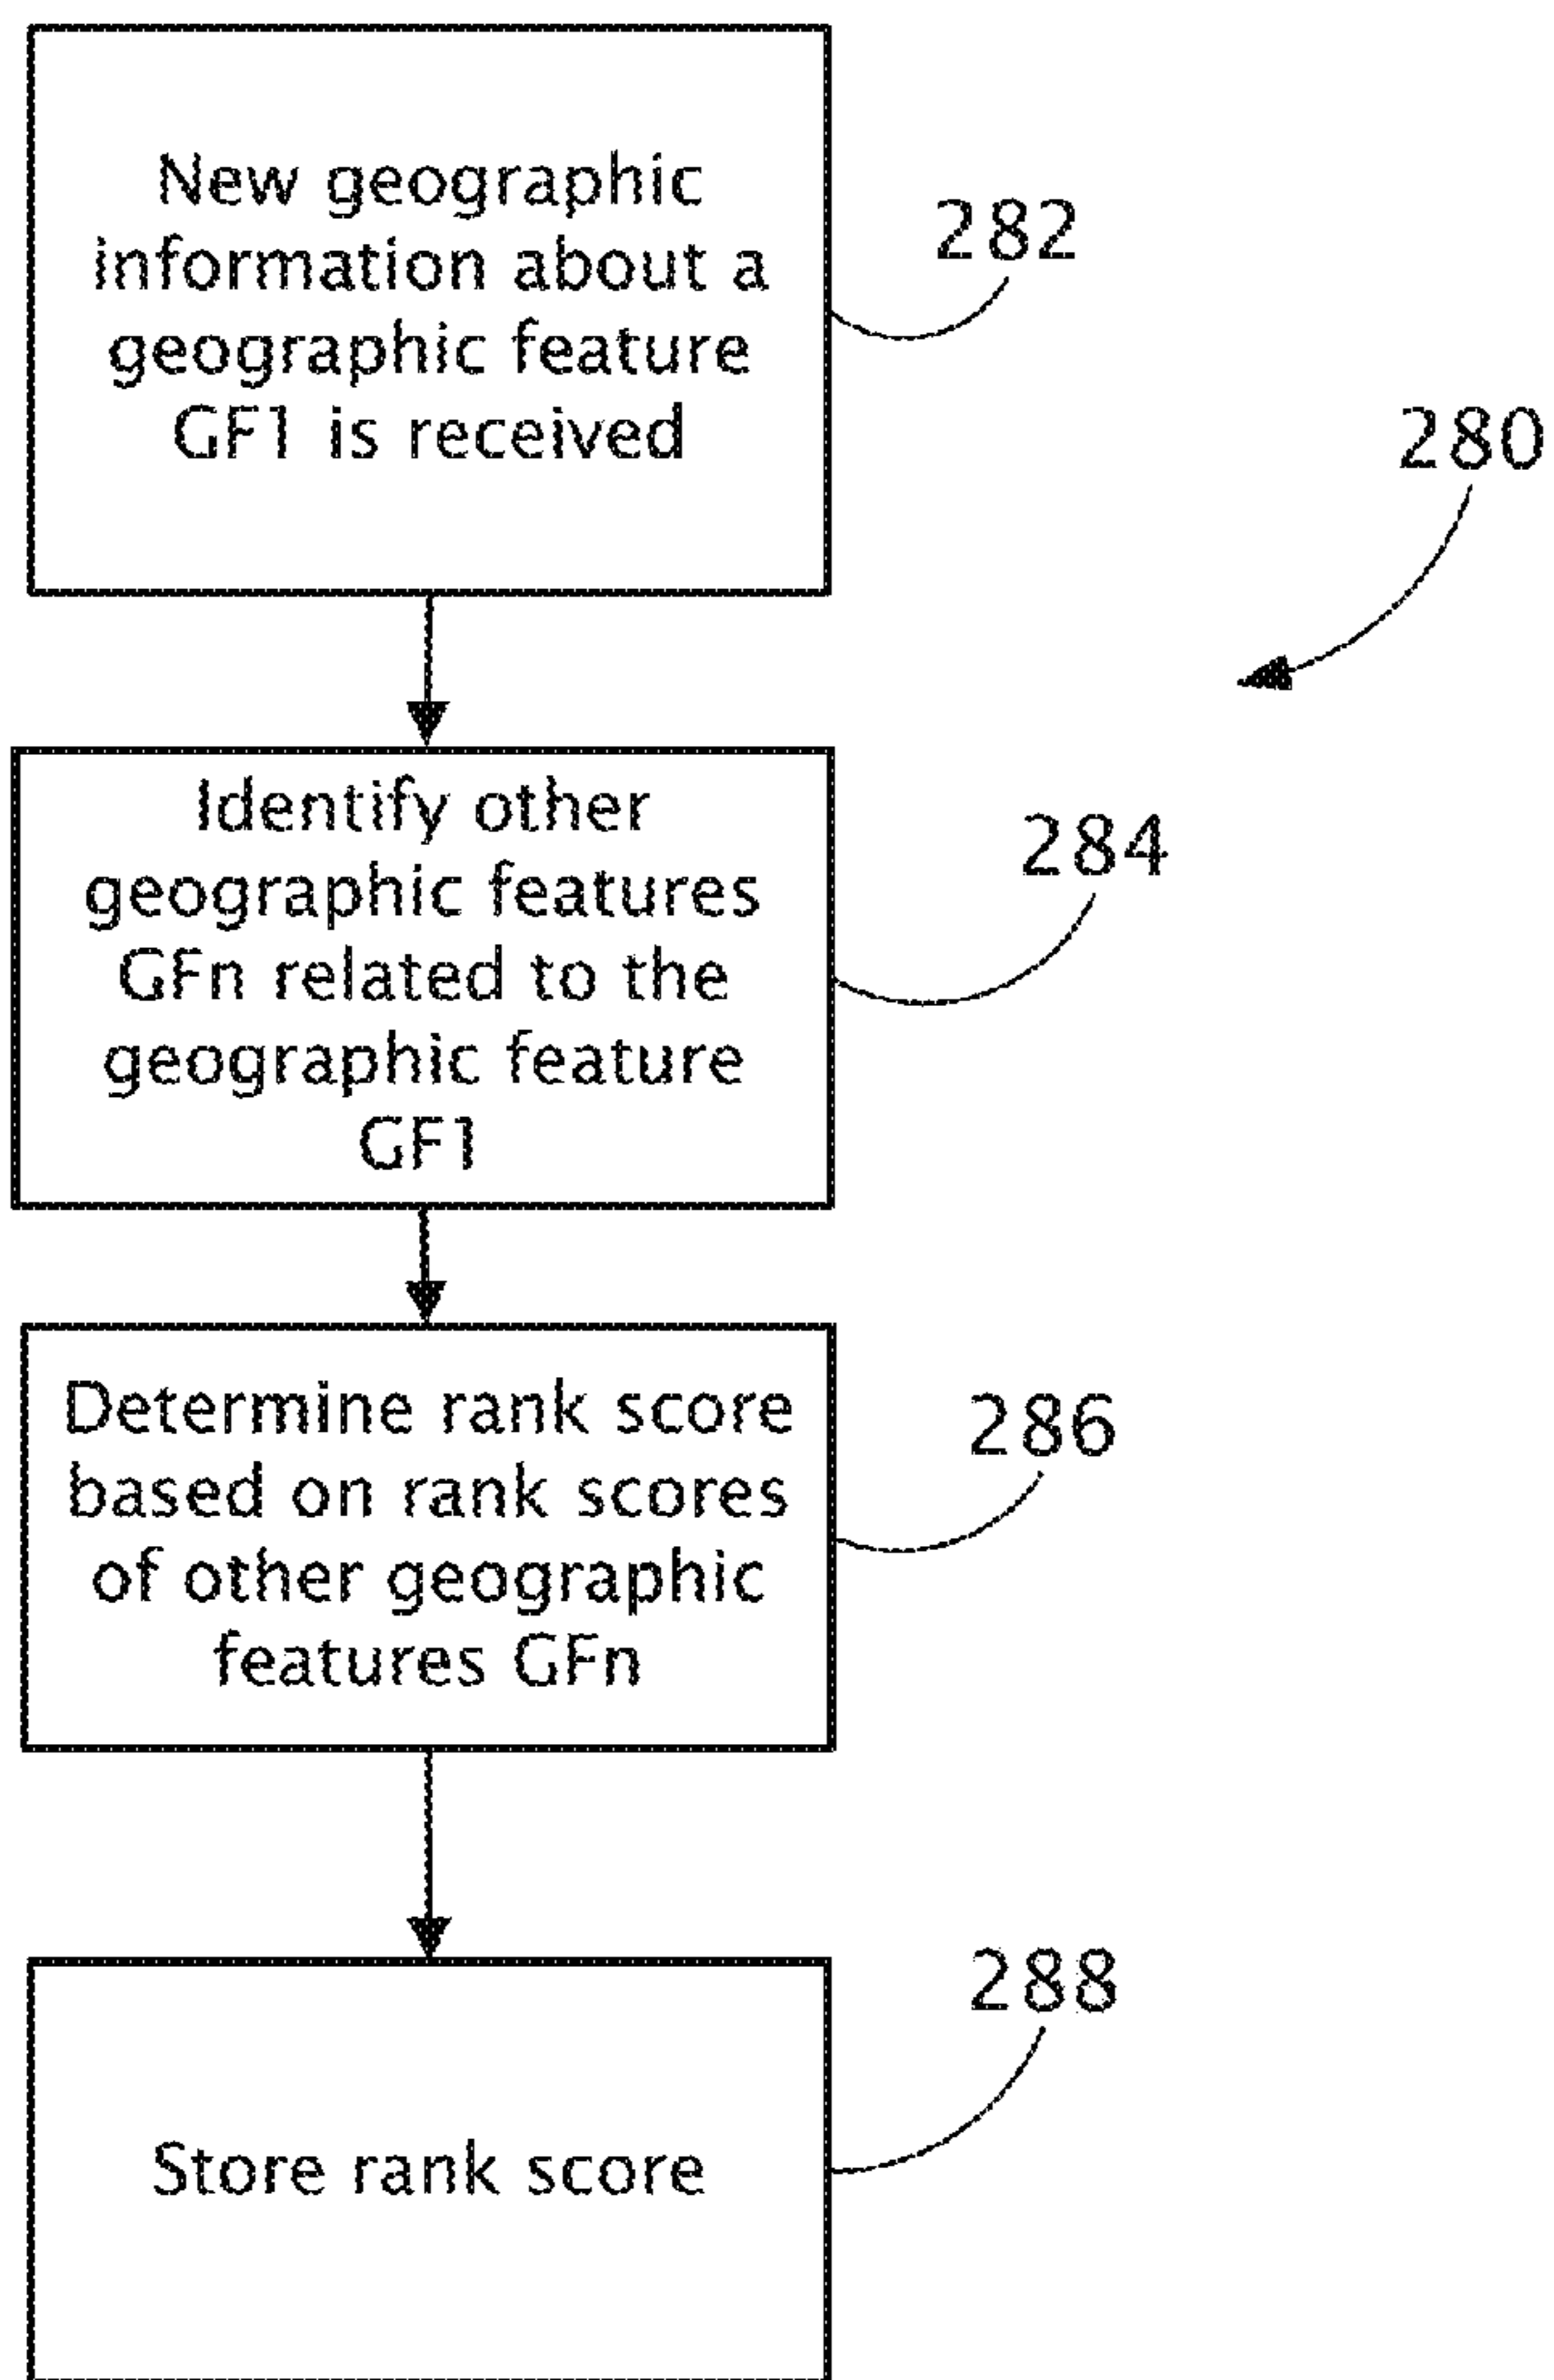 New geographic
information about a
geographic feature
GF1 is received
282
280
Identify other
geographic features
GFn related to the
geographic feature
GF1
284
Determine rank score
based on rank scores
of other geographic
features GFn
286
288
Store rank score